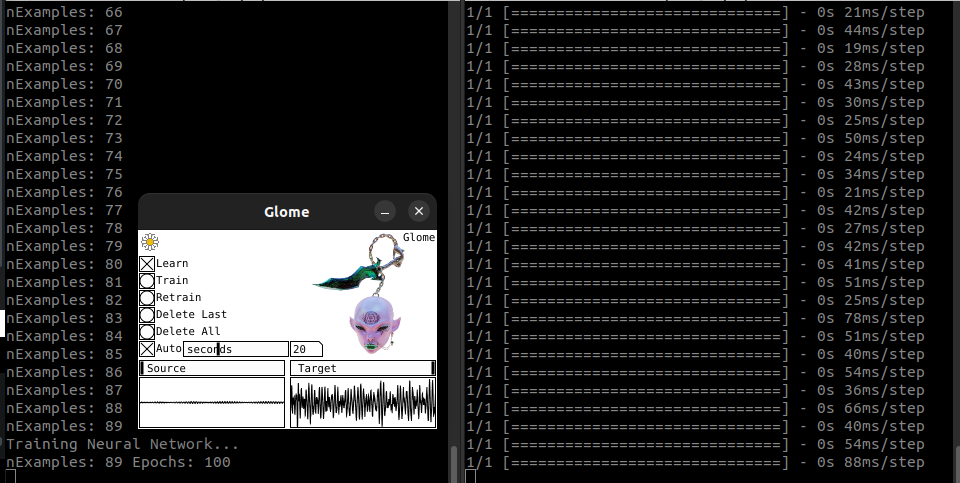 nExamples: 66
nExamples: 67
nExamples: 68
nExamples: 69
nExamples: 70
nExamples: 71
nExamples: 72
nExamples: 73
nExamples: 74
nExamples: 75
nExamples: 76
nExamples: 77
nExamples: 78
nExamples: 79
nExamples: 80
nExamples: 81
nExamples: 82
nExamples: 83
nExamples: 84
nExamples: 85
nExamples: 86
nExamples: 87
nExamples: 88
nExamples: 89
Training Neural Network...
nExamples: 89 Epochs: 100
Glome
Glome
Learn
Train
Retrain
Delete Last
Delete All
Auto seconds 20
Source Target
1/1 [==============================] - 0s 21ms/step
1/1 [==============================] - 0s 44ms/step
1/1 [==============================] - 0s 19ms/step
1/1 [==============================] - 0s 28ms/step
1/1 [==============================] - 0s 43ms/step
1/1 [==============================] - 0s 30ms/step
1/1 [==============================] - 0s 25ms/step
1/1 [==============================] - 0s 50ms/step
1/1 [==============================] - 0s 24ms/step
1/1 [==============================] - 0s 34ms/step
1/1 [==============================] - 0s 21ms/step
1/1 [==============================] - 0s 42ms/step
1/1 [==============================] - 0s 27ms/step
1/1 [==============================] - 0s 42ms/step
1/1 [==============================] - 0s 41ms/step
1/1 [==============================] - 0s 51ms/step
1/1 [==============================] - 0s 25ms/step
1/1 [==============================] - 0s 78ms/step
1/1 [==============================] - 0s 51ms/step
1/1 [==============================] - 0s 40ms/step
1/1 [==============================] - 0s 54ms/step
1/1 [==============================] - 0s 36ms/step
1/1 [==============================] - 0s 66ms/step
1/1 [==============================] - 0s 40ms/step
1/1 [==============================] - 0s 54ms/step
1/1 [==============================] - 0s 88ms/step